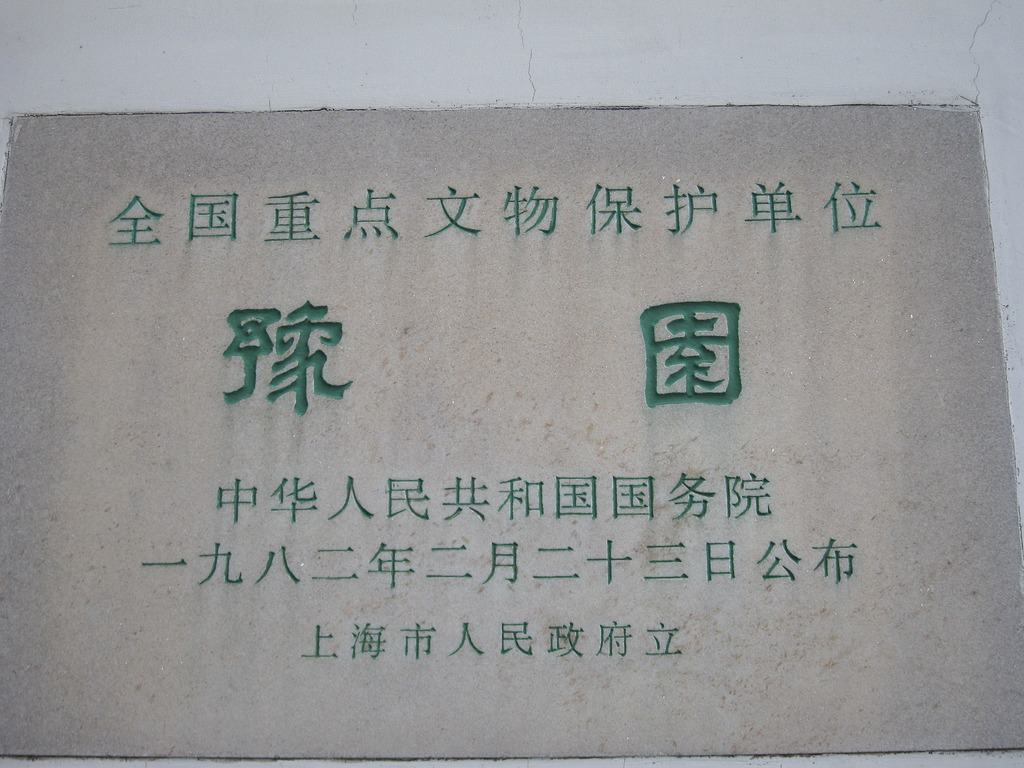 全国重点文物保护单位
豫園
中华人民共和国国务院
一九八二年二月二十三日公布
上海市人民政府立